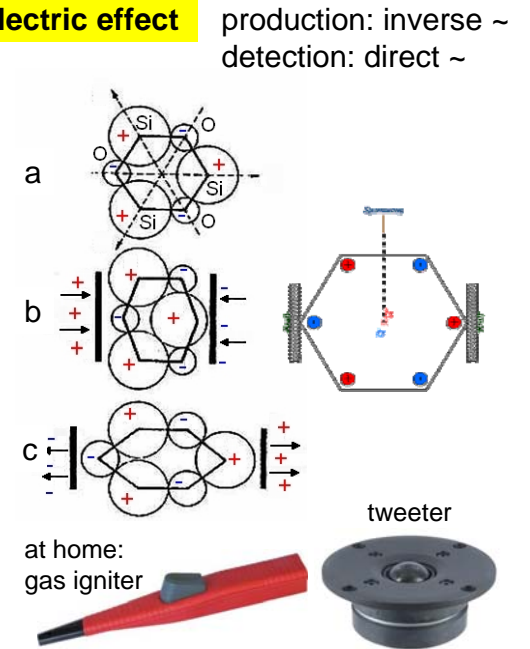 lectric effect production: inverse ~
detection: direct ~
Si
+ - O
a O - + Si
+ Si - O
+ + -
+ -
b + - + -
+ -
+ -
+ -
- +
c - - + +
- - +
+ +
tweeter
at home:
gas igniter